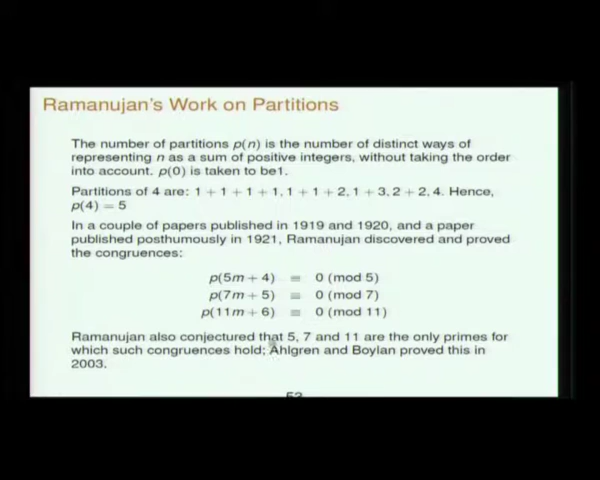 Ramanujan's Work on Partitions
The number of partitions p(n) is the number of distinct ways of
representing n as a sum of positive integers, without taking the order
into account. p(0) is taken to be1.
Partitions of 4 are: 1 + 1 + 1 + 1, 1 + 1 + 2, 1 + 3, 2 + 2, 4. Hence,
p(4) = 5
In a couple of papers published in 1919 and 1920, and a paper
published posthumously in 1921, Ramanujan discovered and proved
the congruences:
p(5m + 4) ≡ 0 (mod 5)
p(7m + 5) ≡ 0 (mod 7)
p(11m + 6) ≡ 0 (mod 11)
Ramanujan also conjectured that 5, 7 and 11 are the only primes for
which such congruences hold; Ahlgren and Boylan proved this in
2003.